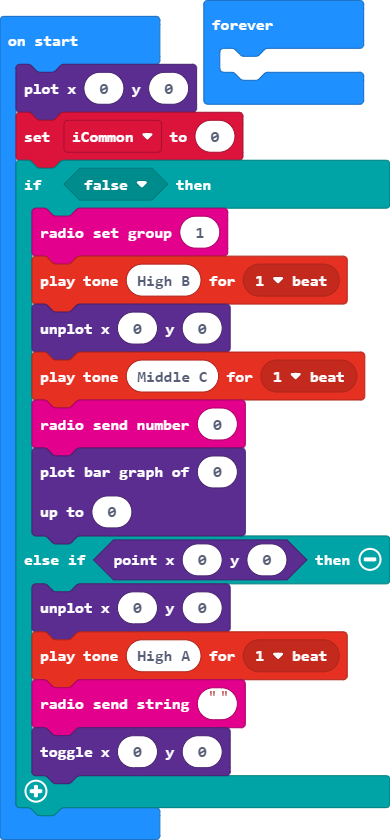 forever
on start
plot x 0 y 0
set iCommon to 0
if false then
radio set group 1
play tone High B for 1 beat
unplot x 0 y 0
play tone Middle C for 1 beat
radio send number 0
plot bar graph of 0
up to 0
else if point x 0 y 0 then
unplot x 0 y 0
play tone High A for 1 beat
radio send string " "
toggle x 0 y 0